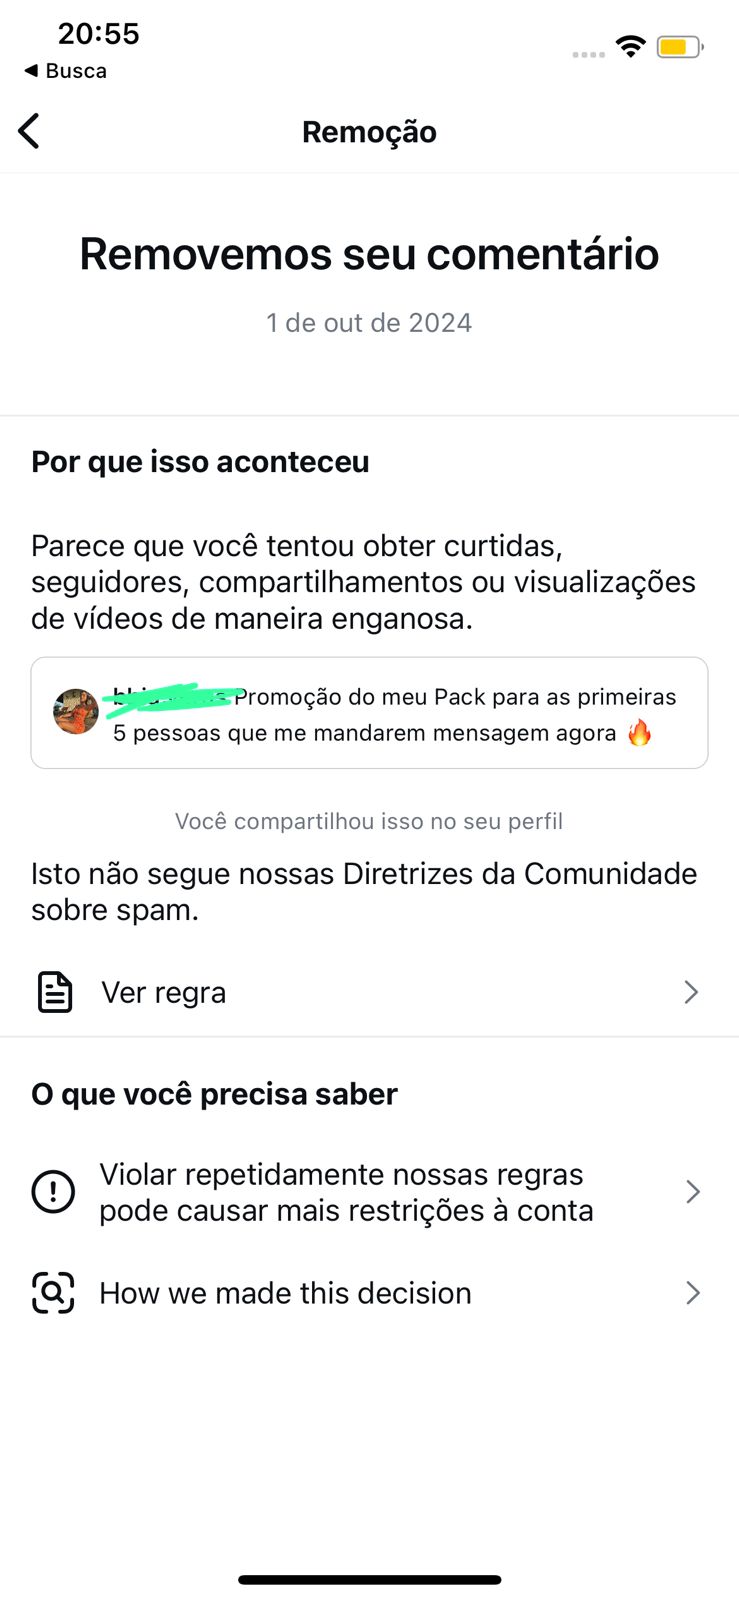 20:55
◀ Busca
Remoção
Removemos seu comentário
1 de out de 2024
Por que isso aconteceu
Parece que você tentou obter curtidas,
seguidores, compartilhamentos ou visualizações
de vídeos de maneira enganosa.
Promoção do meu Pack para as primeiras
5 pessoas que me mandarem mensagem agora 🔥
Você compartilhou isso no seu perfil
Isto não segue nossas Diretrizes da Comunidade
sobre spam.
Ver regra
O que você precisa saber
Violar repetidamente nossas regras
pode causar mais restrições à conta
How we made this decision